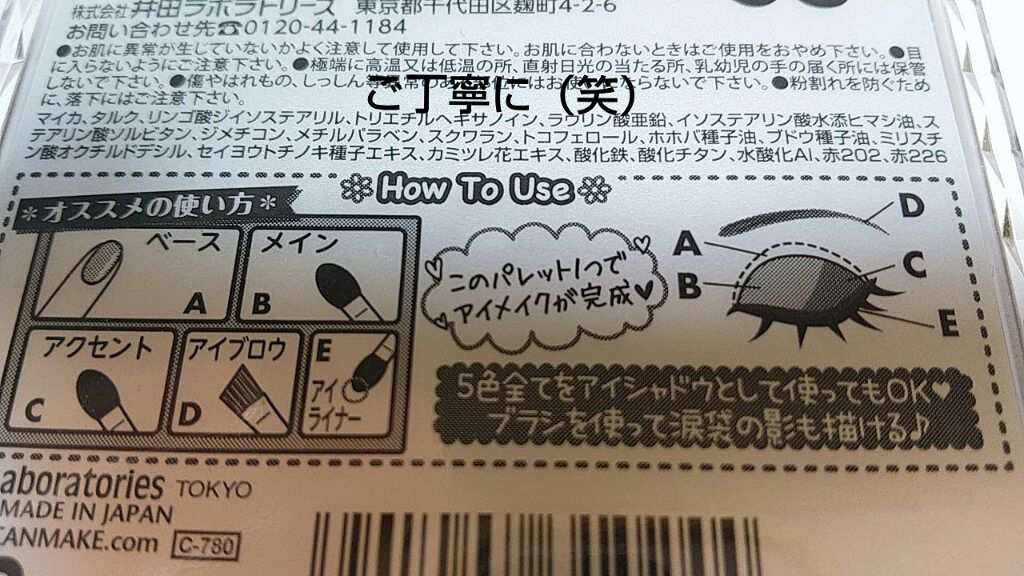 株式会社 井田ラボラトリーズ 東京都千代田区麹町4-2-6
お問い合わせ先☎0120-44-1184
●お肌に異常が生じていないかよく注意して使用して下さい。お肌に合わないときはご使用をおやめ下さい。●目
に入らないようにご注意下さい。●極端に高温又は低温の所、直射日光の当たる所、乳幼児の手の届く所には保管
しないで下さい。●傷やはれもの、しっしん等
にはお
ならないで下さい。●粉割れを防ぐため
に、落下にはご注意下さい。
ご丁寧に（笑）
マイカ、タルク、リンゴ酸ジイソステアリル、トリエチルヘキサノイン、ラウリン酸亜鉛、イソステアリン酸水添ヒマシ油、ス
テアリン酸ソルビタン、ジメチコン、メチルパラベン、スクワラン、トコフェロール、ホホバ種子油、ブドウ種子油、ミリスチ
ン酸オクチルドデシル、セイヨウトチノキ種子エキス、カミツレ花エキス、酸化鉄、酸化チタン、水酸化Al、赤202、赤226
How To Use
*オススメの使い方*
ベース
A
メイン
B
アクセント
C
アイブロウ
D
E
アイ
ライナー
このパレット1つで
アイメイクが完成♥
A
B
D
C
E
5色全てをアイシャドウとして使ってもOK♥
ブラシを使って涙袋の影も描ける♪
aboratories TOKYO
MADE IN JAPAN
CANMAKE.com C-780